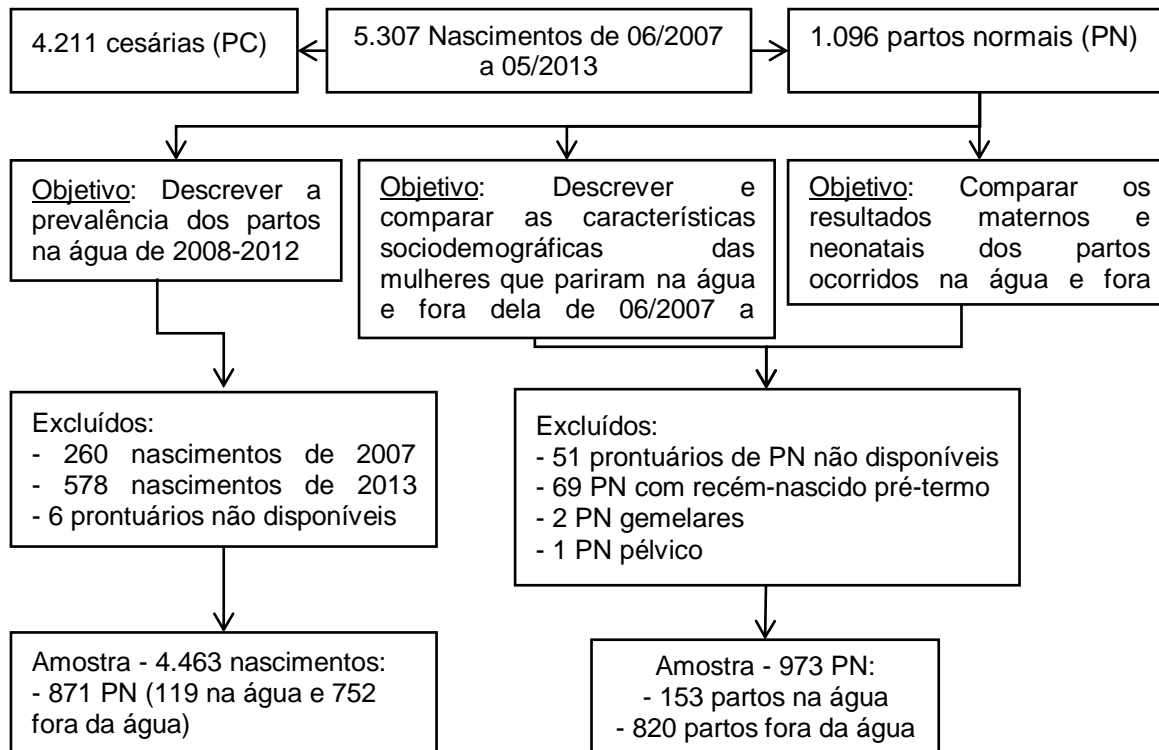 4.211 cesárias (PC)
5.307 Nascimentos de 06/2007
a 05/2013
1.096 partos normais (PN)
Objetivo: Descrever a
prevalência dos partos
na água de 2008-2012
Objetivo: Descrever e
comparar as características
sociodemográficas das
mulheres que pariram na água
e fora dela de 06/2007 a
Objetivo: Comparar os
resultados maternos e
neonatais dos partos
ocorridos na água e fora
Excluídos:
- 260 nascimentos de 2007
- 578 nascimentos de 2013
- 6 prontuários não disponíveis
Excluídos:
- 51 prontuários de PN não disponíveis
- 69 PN com recém-nascido pré-termo
- 2 PN gemelares
- 1 PN pélvico
Amostra - 4.463 nascimentos:
- 871 PN (119 na água e 752
fora da água)
Amostra - 973 PN:
- 153 partos na água
- 820 partos fora da água